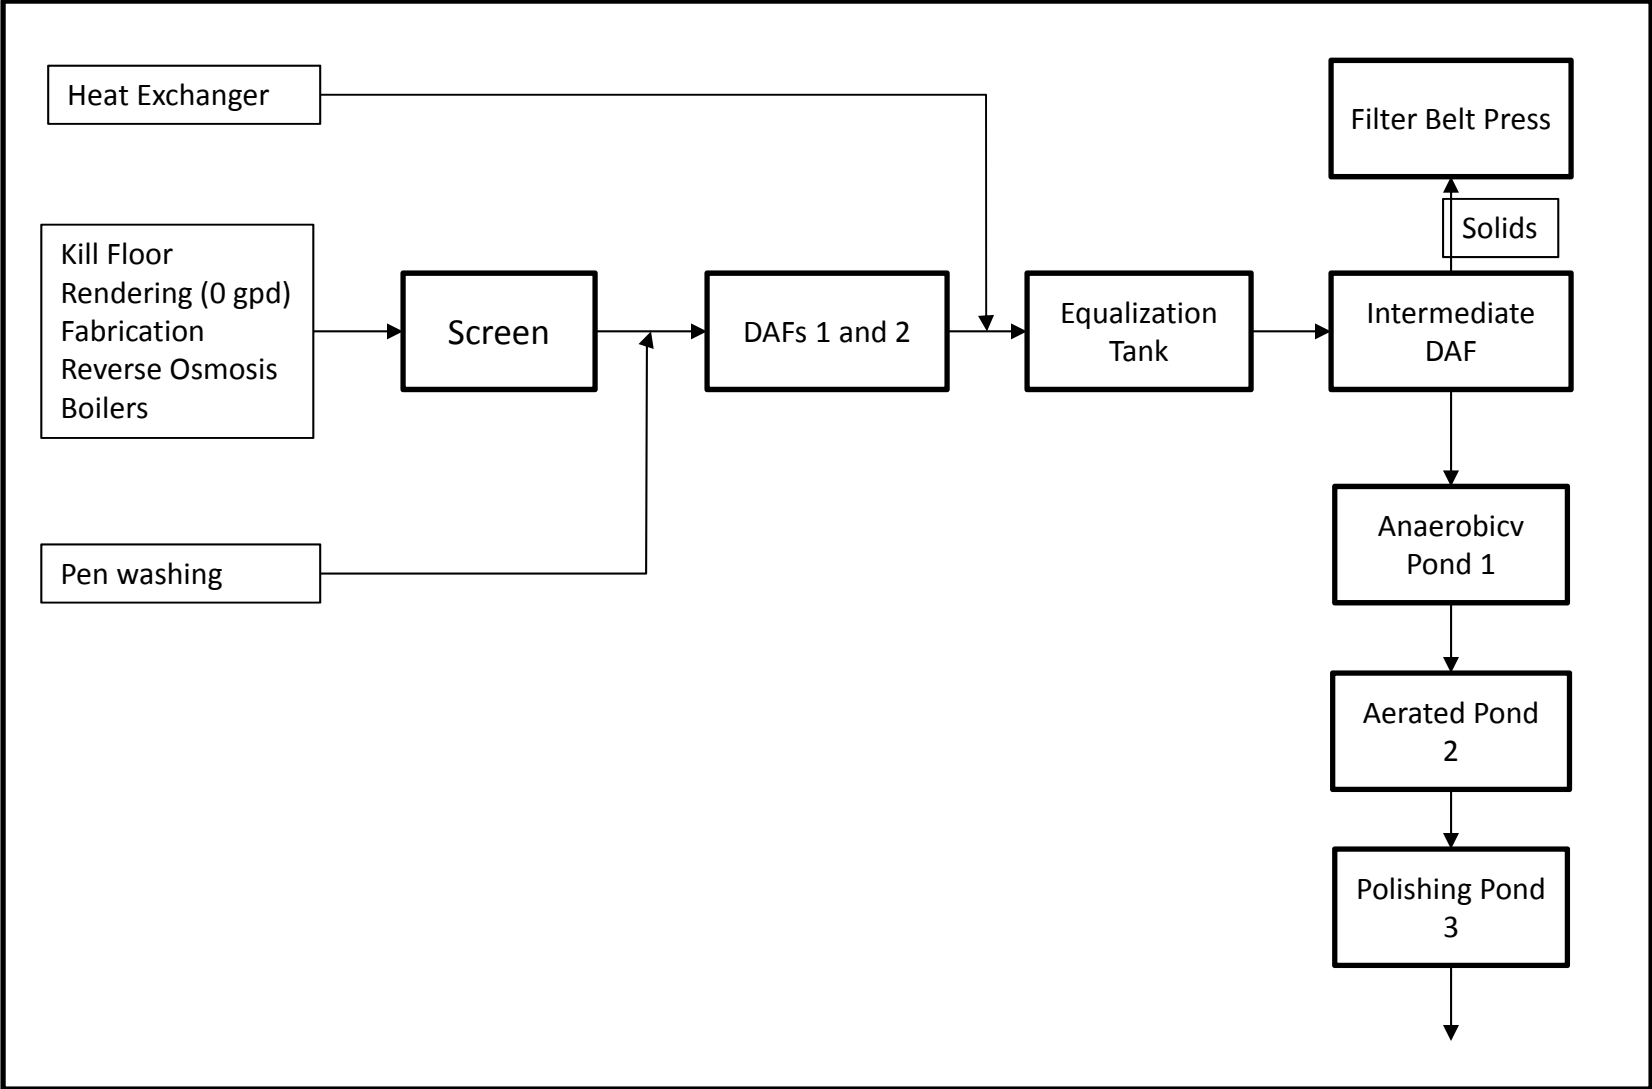 Heat Exchanger
Filter Belt Press
Solids
Kill Floor
Rendering (0 gpd)
Fabrication
Reverse Osmosis
Boilers
Screen
DAFs 1 and 2
Equalization
Tank
Intermediate
DAF
Anaerobicv
Pond 1
Pen washing
Aerated Pond
2
Polishing Pond
3